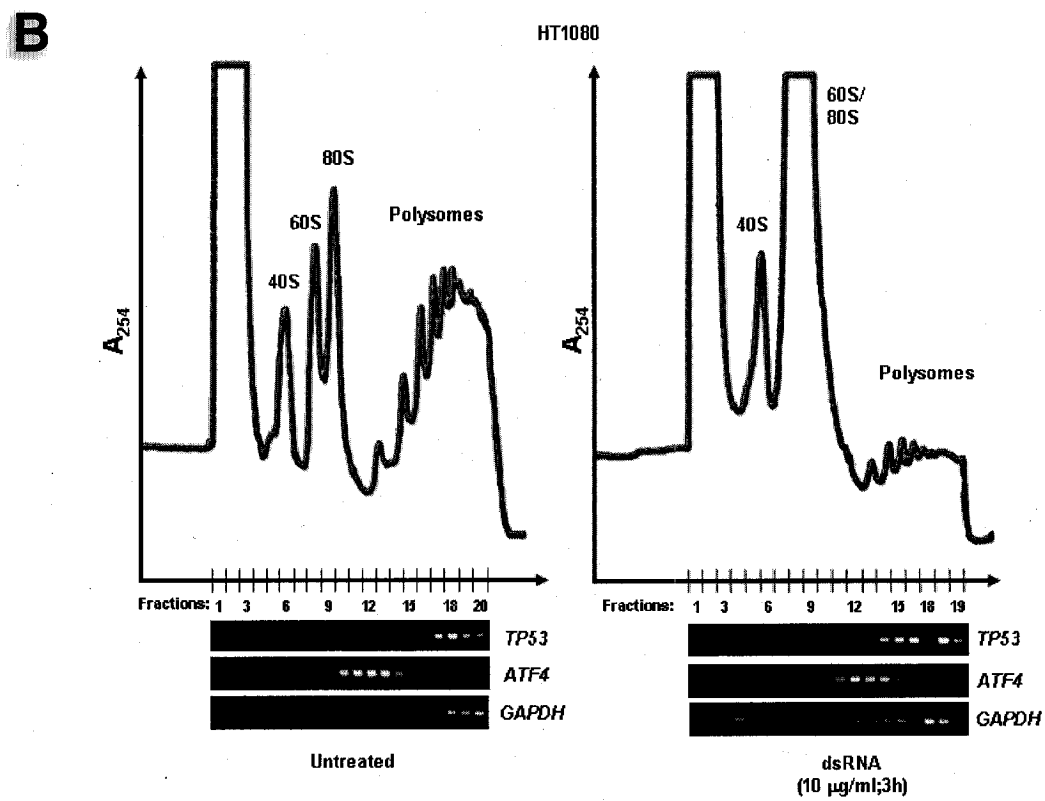 B
HT1080
80S
60S
40S
Polysomes
A254
Fractions: 1 3 6 9 12 15 18 20
TP53
ATF4
GAPDH
Untreated
60S/
80S
40S
Polysomes
A254
Fractions: 1 3 6 9 12 15 18 19
TP53
ATF4
GAPDH
dsRNA
(10 µg/ml;3h)